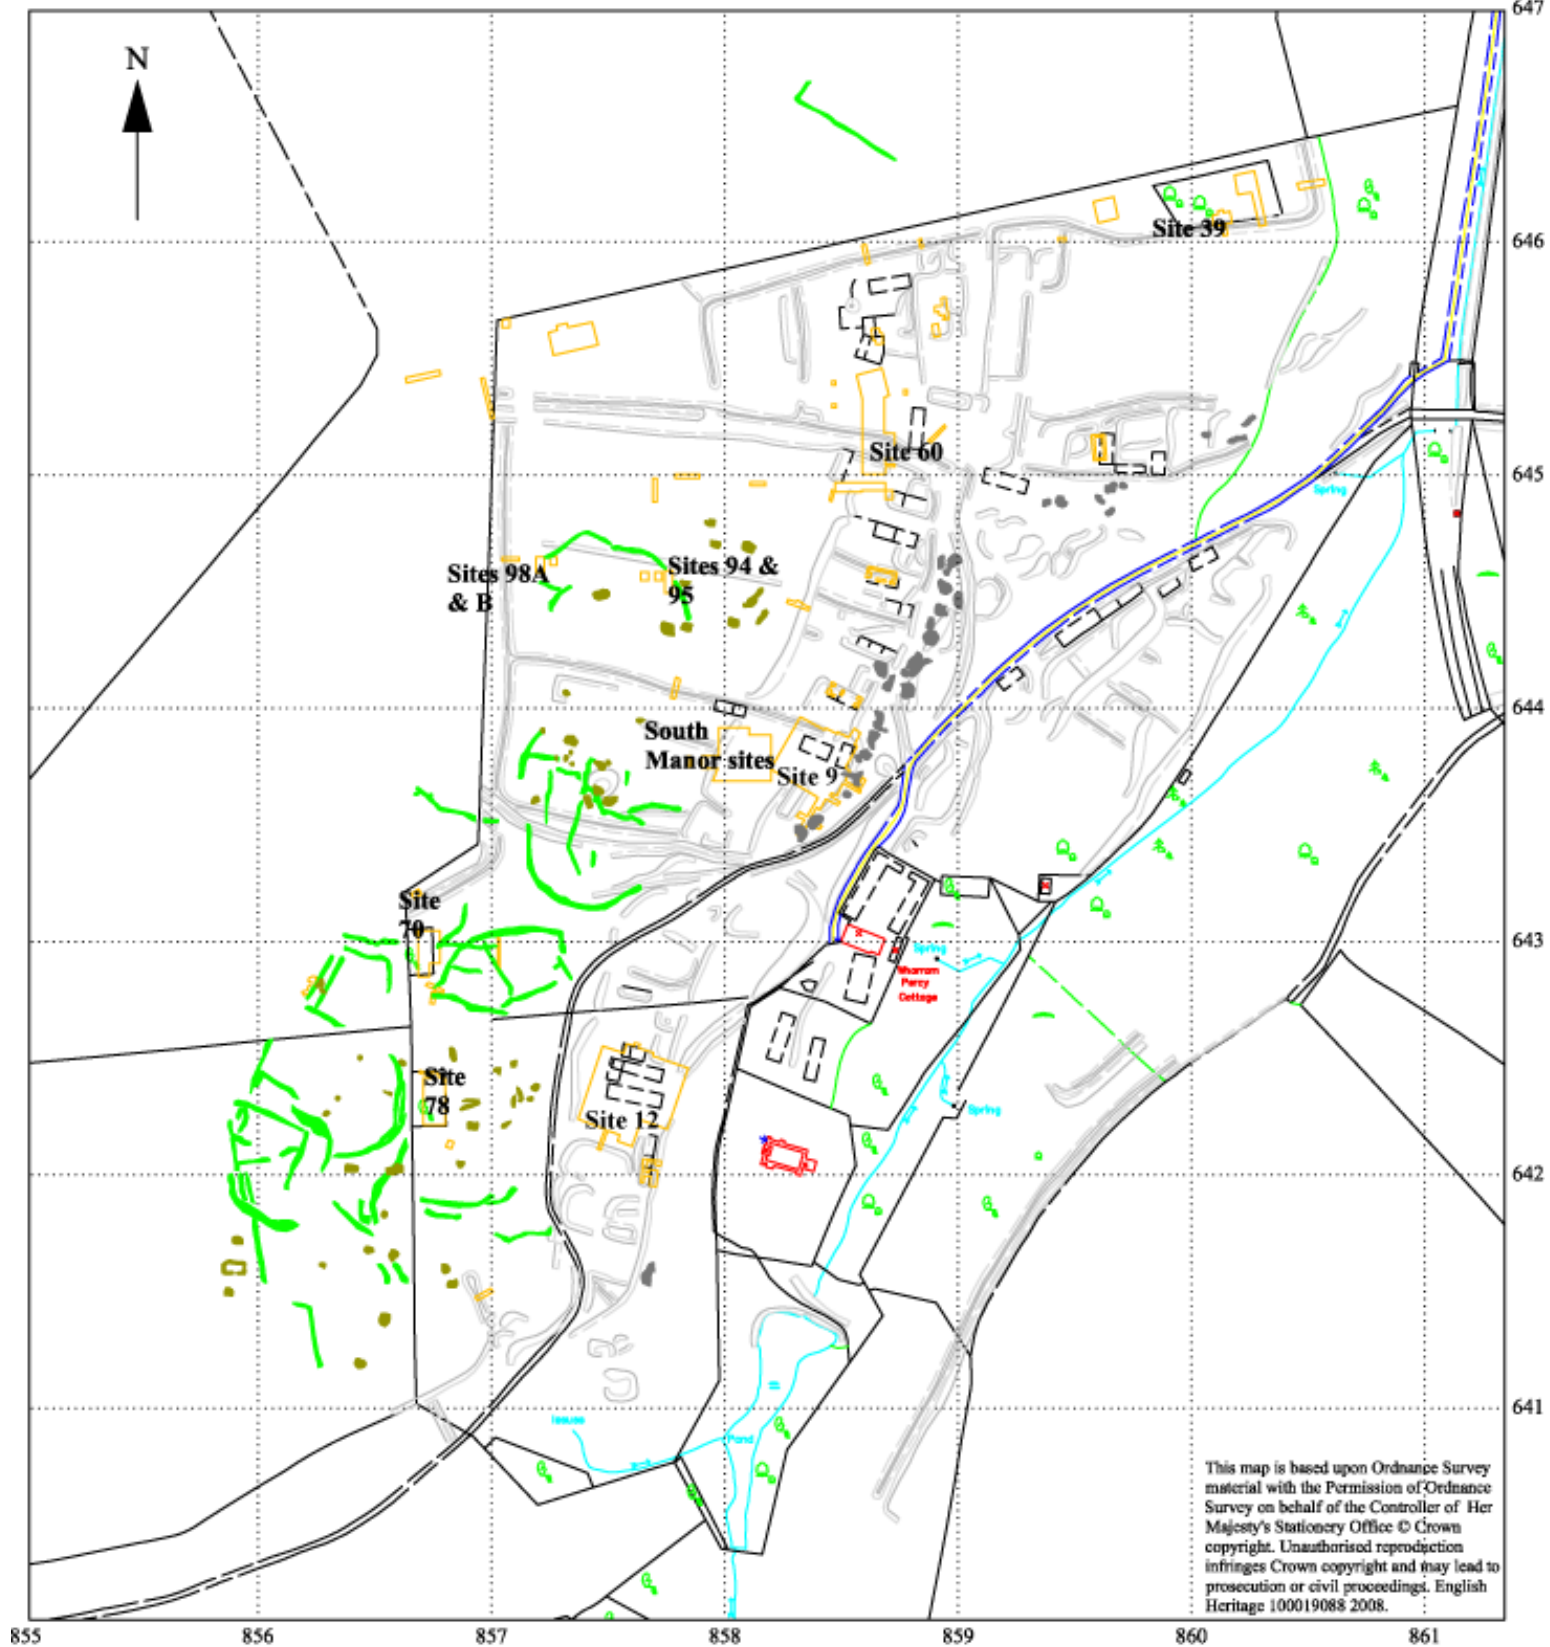 647
N
Site 39
646
Site 60
645
Spring
Sites 94 &
95
Sites 98A
& B
644
South
Manor sites
Site 9
Site
70
643
Spring
Wharram
Percy
Cottage
Site
78
Spring
Site 12
642
641
Issues
Pond
This map is based upon Ordnance Survey
material with the Permission of Ordnance
Survey on behalf of the Controller of Her
Majesty's Stationery Office © Crown
copyright. Unauthorised reproduction
infringes Crown copyright and may lead to
prosecution or civil proceedings. English
Heritage 100019088 2008.
855 856 857 858 859 860 861